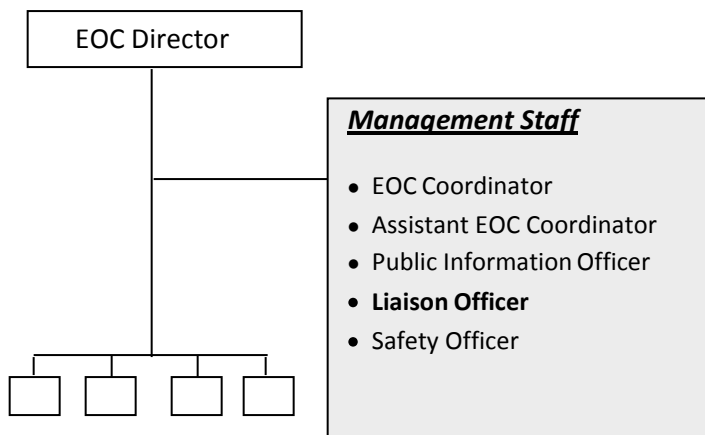 EOC Director
Management Staff
• EOC Coordinator
• Assistant EOC Coordinator
• Public Information Officer
• Liaison Officer
• Safety Officer